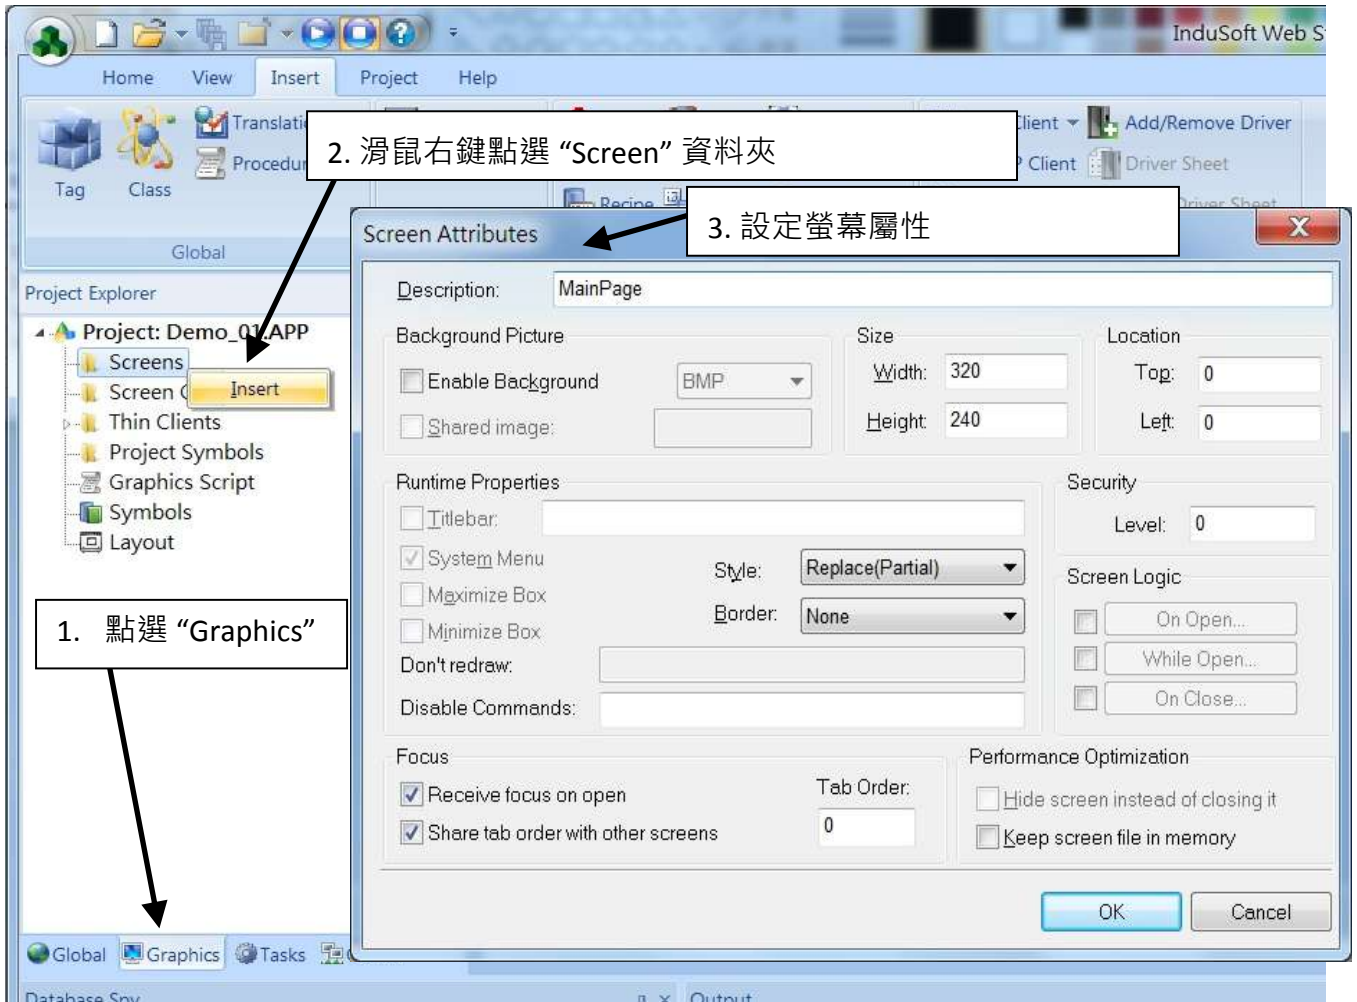 InduSoft Web S
Home View Insert Project Help
Translati
Procedu
Tag Class
Global
2. 滑鼠右鍵點選 “Screen” 資料夾
Client Add/Remove Driver
P Client Driver Sheet
Recipe
Driver Sheet
3. 設定螢幕屬性
Project Explorer
Project: Demo_01.APP
Screens
Screen
Insert
Thin Clients
Project Symbols
Graphics Script
Symbols
Layout
1. 點選 “Graphics”
Global Graphics Tasks
Database Spy
Output
Screen Attributes
X
Description: MainPage
Background Picture
Enable Background BMP
Shared image:
Size
Width: 320
Height: 240
Location
Top: 0
Left: 0
Runtime Properties
Titlebar:
System Menu
Maximize Box
Minimize Box
Style: Replace(Partial)
Border: None
Don't redraw:
Disable Commands:
Security
Level: 0
Screen Logic
On Open...
While Open...
On Close...
Focus
Receive focus on open
Share tab order with other screens
Tab Order:
0
Performance Optimization
Hide screen instead of closing it
Keep screen file in memory
OK Cancel